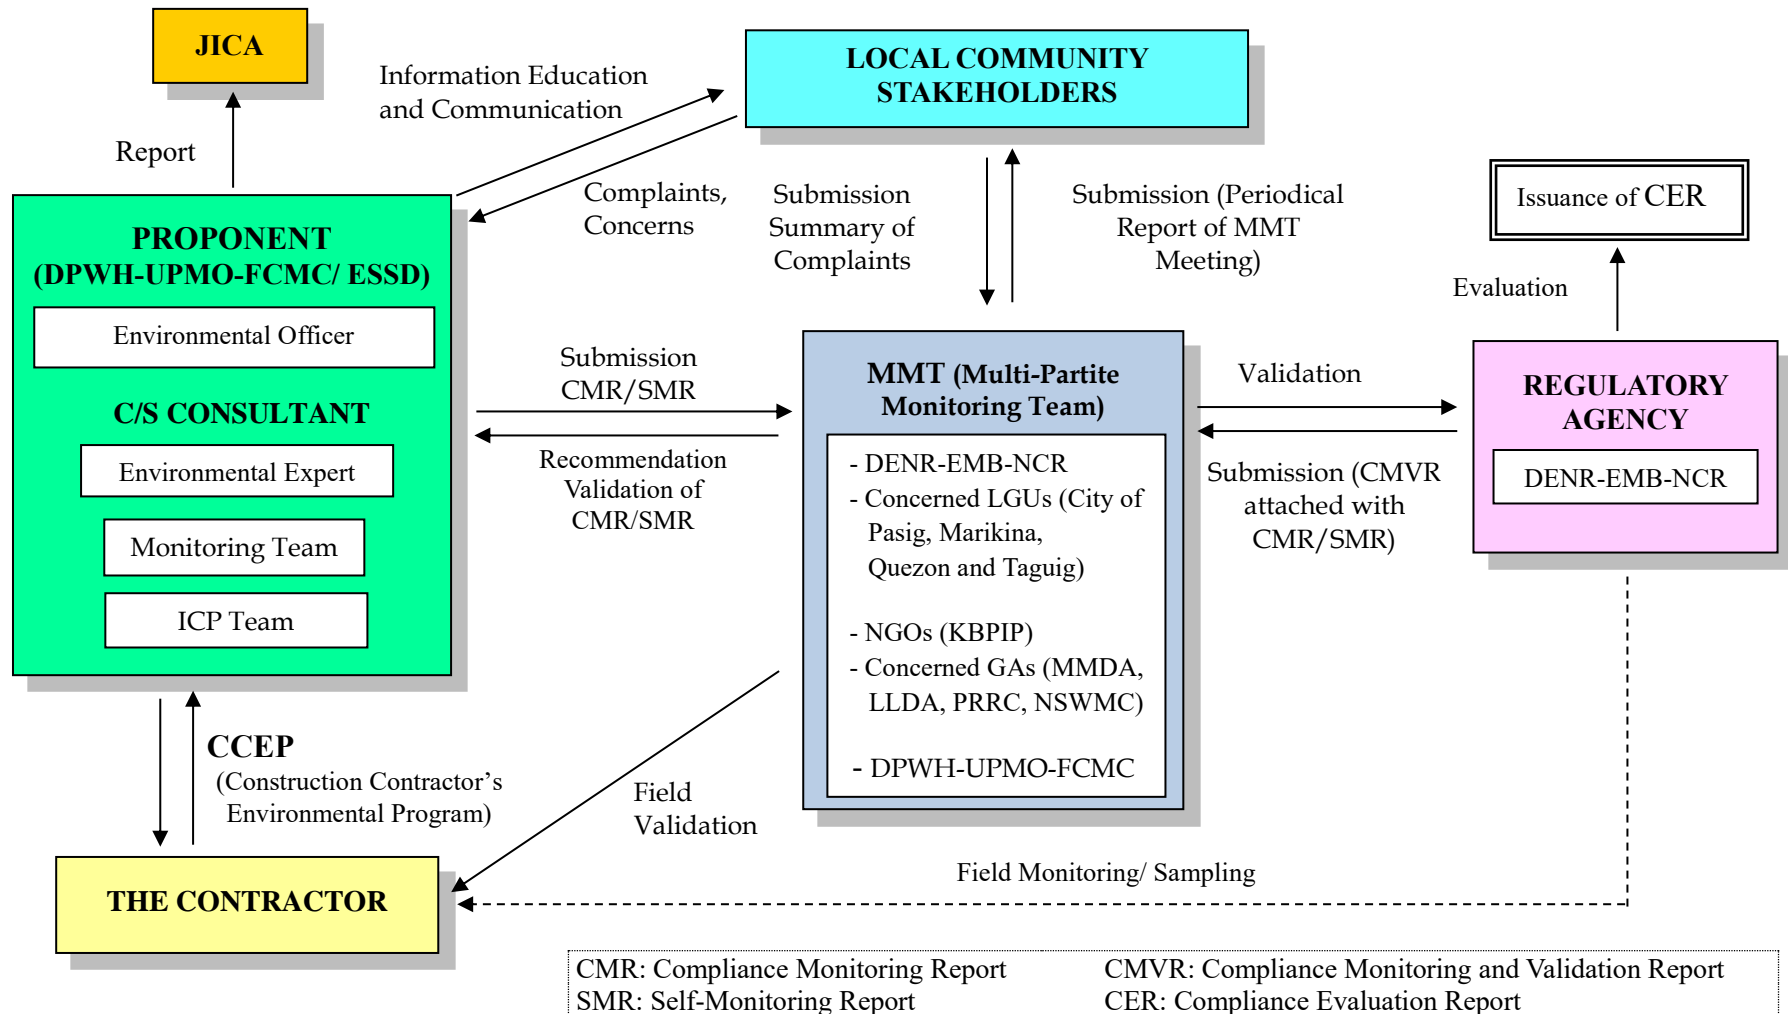 JICA
Information Education
and Communication
LOCAL COMMUNITY
STAKEHOLDERS
Report
Complaints,
Concerns
Submission
Summary of
Complaints
Submission (Periodical
Report of MMT
Meeting)
Issuance of CER
Evaluation
PROPONENT
(DPWH-UPMO-FCMC/ ESSD)
Environmental Officer
C/S CONSULTANT
Environmental Expert
Monitoring Team
ICP Team
Submission
CMR/SMR
Recommendation
Validation of
CMR/SMR
MMT (Multi-Partite
Monitoring Team)
- DENR-EMB-NCR
- Concerned LGUs (City of
Pasig, Marikina,
Quezon and Taguig)
- NGOs (KBPIP)
- Concerned GAs (MMDA,
LLDA, PRRC, NSWMC)
- DPWH-UPMO-FCMC
Validation
Submission (CMVR
attached with
CMR/SMR)
REGULATORY
AGENCY
DENR-EMB-NCR
CCEP
(Construction Contractor's
Environmental Program)
Field
Validation
THE CONTRACTOR
Field Monitoring/ Sampling
CMR: Compliance Monitoring Report
CMVR: Compliance Monitoring and Validation Report
SMR: Self-Monitoring Report
CER: Compliance Evaluation Report